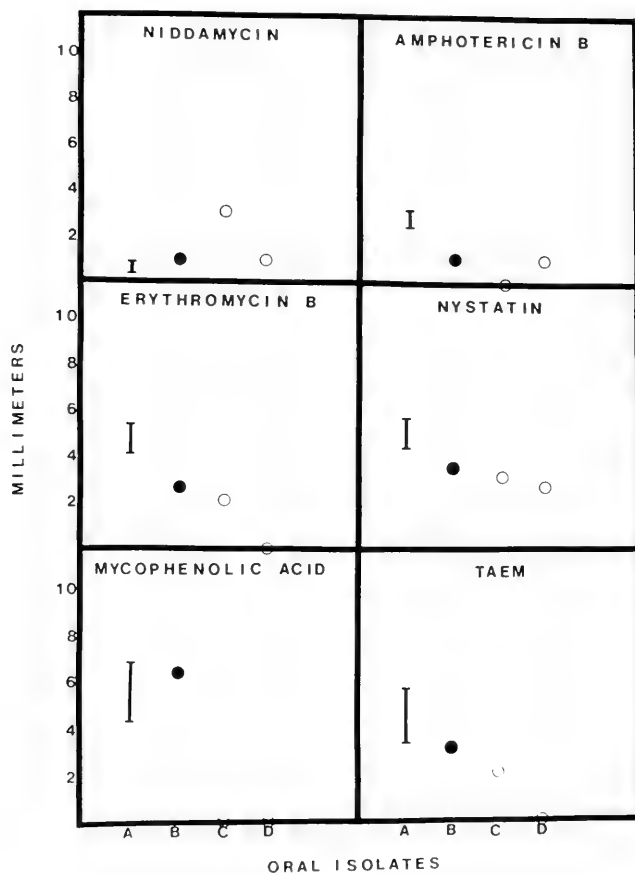 NIDDAMYCIN
AMPHOTERICIN B
10
8
6
4
2
ERYTHROMYCIN B
NYSTATIN
10
8
6
4
2
MYCOPHENOLIC ACID
TAEM
10
8
6
4
2
MILLIMETERS
A B C D
A B C D
ORAL ISOLATES